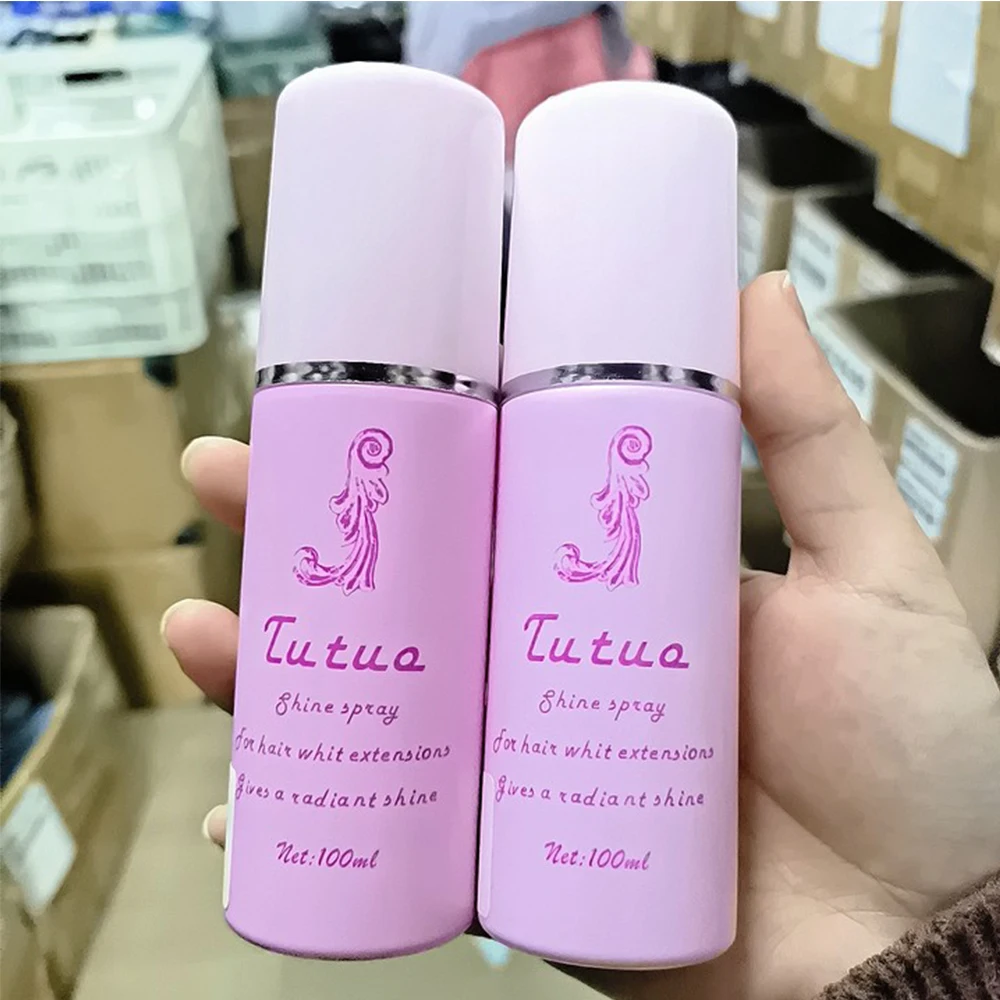 Tutuo
Shine spray
For hair whit extensions
Gives a radiant shine
Net:100ml
Tutuo
Shine spray
For hair whit extensions
Gives a radiant shine
Net:100ml